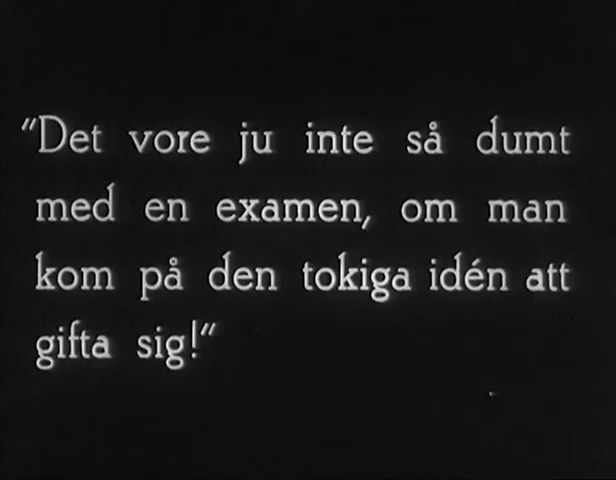 “Det vore ju inte så dumt
med en examen, om man
kom på den tokiga idén att
gifta sig!”